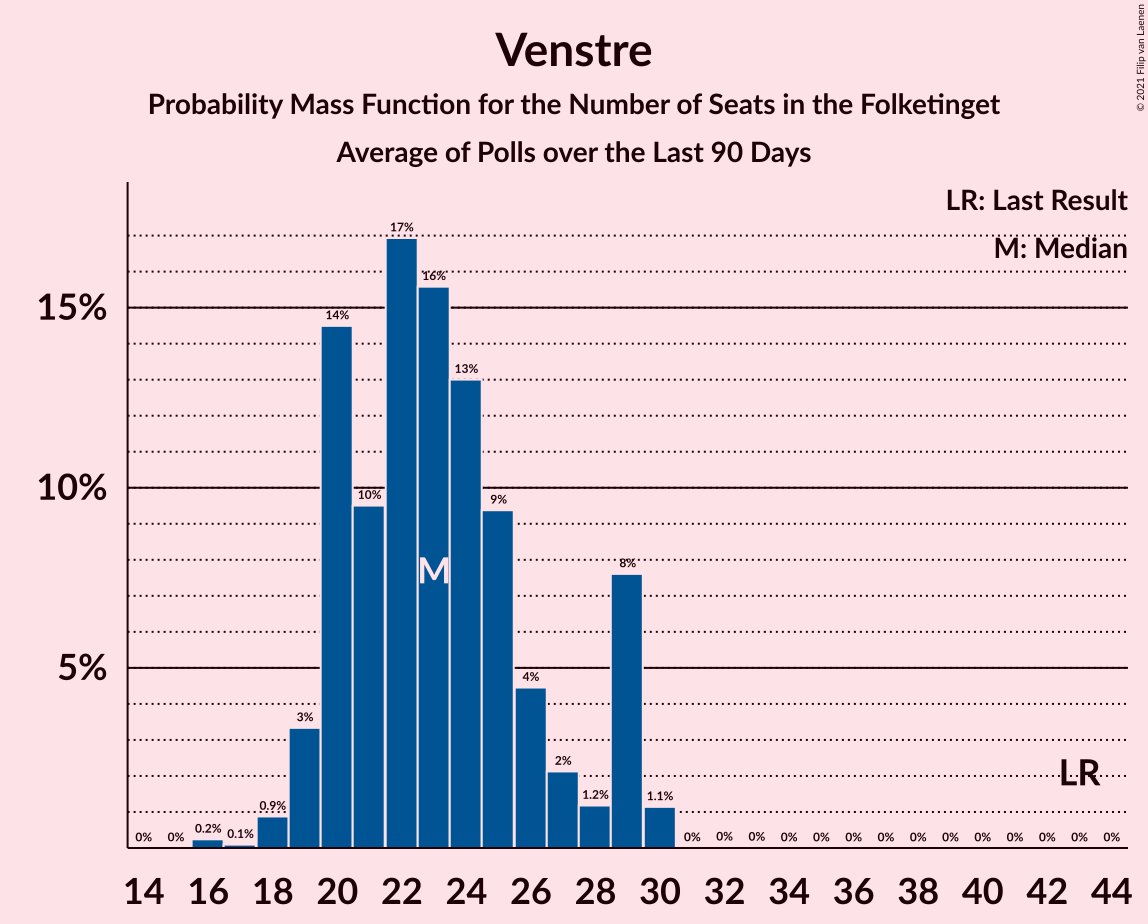 © 2021 Filip van Laenen
Venstre
Probability Mass Function for the Number of Seats in the Folketinget
Average of Polls over the Last 90 Days
LR: Last Result
M: Median
15%
10%
5%
0% 0% 0.2% 0.1% 0.9% 3% 14% 10% 17% 16% 13% 9% 4% 2% 1.2% 8% 1.1% 0% 0% 0% 0% 0% 0% 0% 0% 0% 0% 0% 0% 0% 0%
M
LR
14 16 18 20 22 24 26 28 30 32 34 36 38 40 42 44